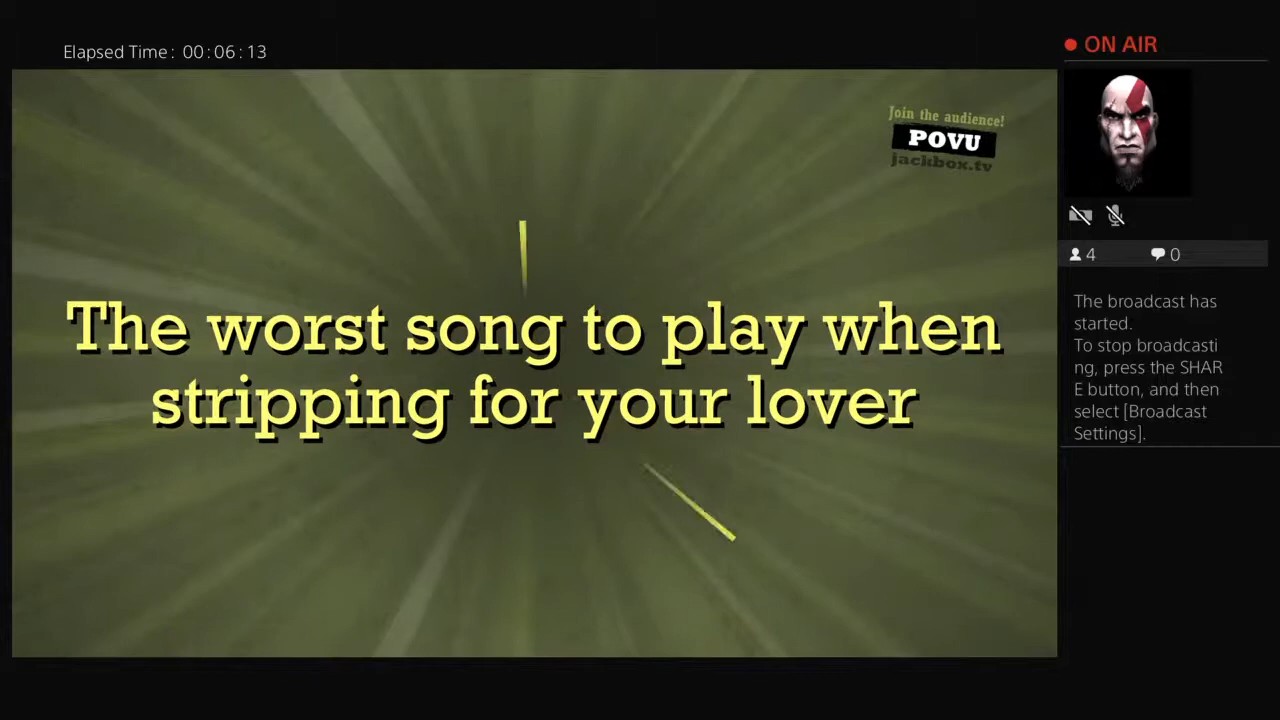 Elapsed Time: 00:06:13
ON AIR
Join the audience!
POVU
jackbox.tv
4
0
The worst song to play when
stripping for your lover
The broadcast has
started.
To stop broadcasti
ng, press the SHAR
E button, and then
select [Broadcast
Settings].